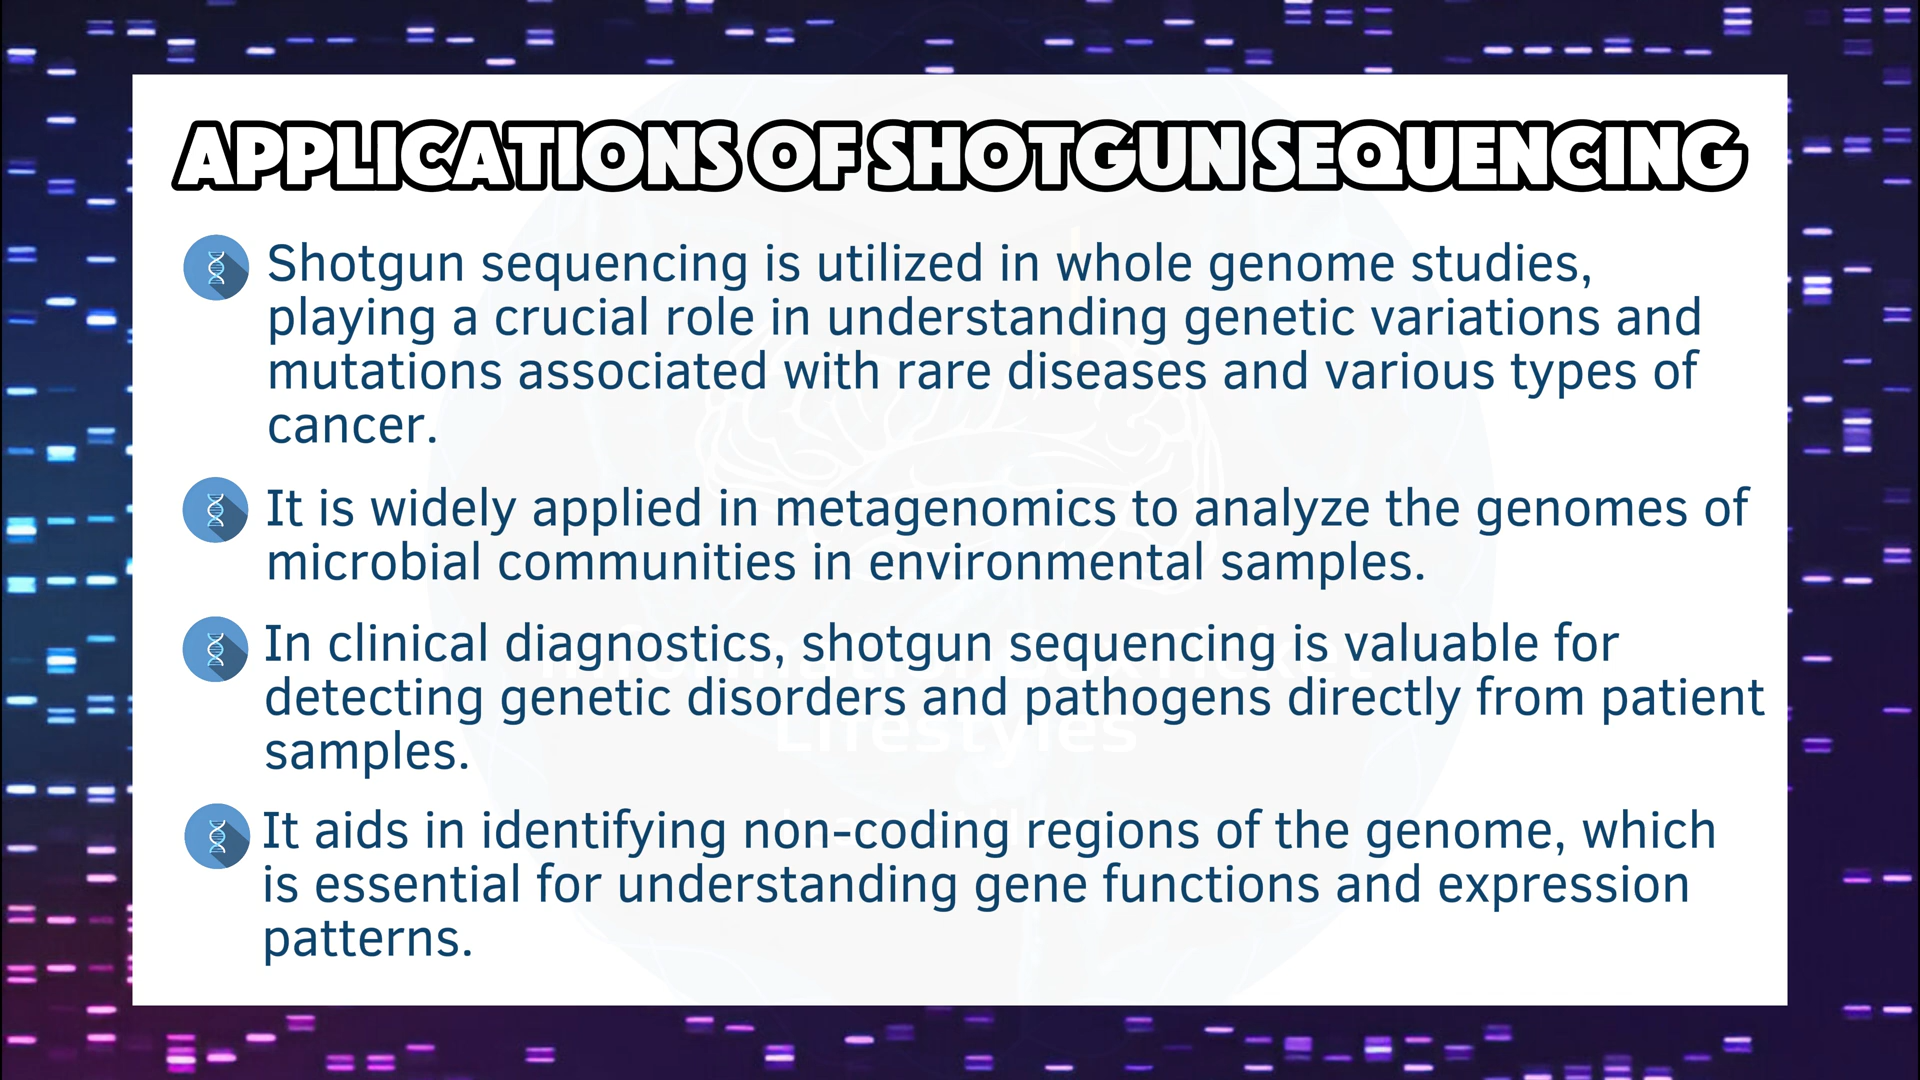 APPLICATIONS OF SHOTGUN SEQUENCING
Shotgun sequencing is utilized in whole genome studies,
playing a crucial role in understanding genetic variations and
mutations associated with rare diseases and various types of
cancer.
It is widely applied in metagenomics to analyze the genomes of
microbial communities in environmental samples.
In clinical diagnostics, shotgun sequencing is valuable for
detecting genetic disorders and pathogens directly from patient
samples.
Lifestyles
It aids in identifying non-coding regions of the genome, which
is essential for understanding gene functions and expression
patterns.